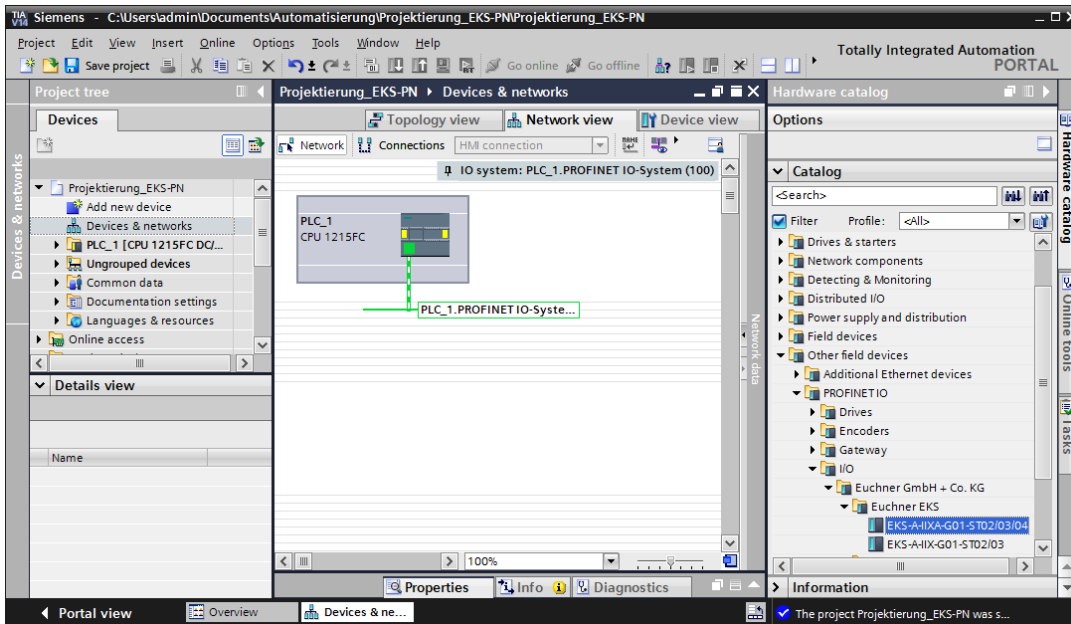 TIA V14 Siemens - C:\Users\admin\Documents\Automatisierung\Projektierung_EKS-PN\Projektierung_EKS-PN
Project Edit View Insert Online Options Tools Window Help
Totally Integrated Automation
PORTAL
Save project Go online Go offline
Project tree
Devices
Devices & networks
Projektierung_EKS-PN
Add new device
Devices & networks
PLC_1 [CPU 1215FC DC/...
Ungrouped devices
Common data
Documentation settings
Languages & resources
Online access
Details view
Name
Projektierung_EKS-PN Devices & networks
Topology view Network view Device view
Network Connections HMI connection
IO system: PLC_1.PROFINET IO-System (100)
PLC_1
CPU 1215FC
PLC_1.PROFINET IO-Syste...
Network data
100%
Properties Info Diagnostics
Hardware catalog
Options
Catalog
<Search>
Filter Profile: <All>
Drives & starters
Network components
Detecting & Monitoring
Distributed I/O
Power supply and distribution
Field devices
Other field devices
Additional Ethernet devices
PROFINET IO
Drives
Encoders
Gateway
I/O
Euchner GmbH + Co. KG
Euchner EKS
EKS-A-IIXA-G01-ST02/03/04
EKS-A-IIX-G01-ST02/03
Information
Hardware catalog
Online tools
Tasks
Portal view Overview Devices & ne...
The project Projektierung_EKS-PN was s...